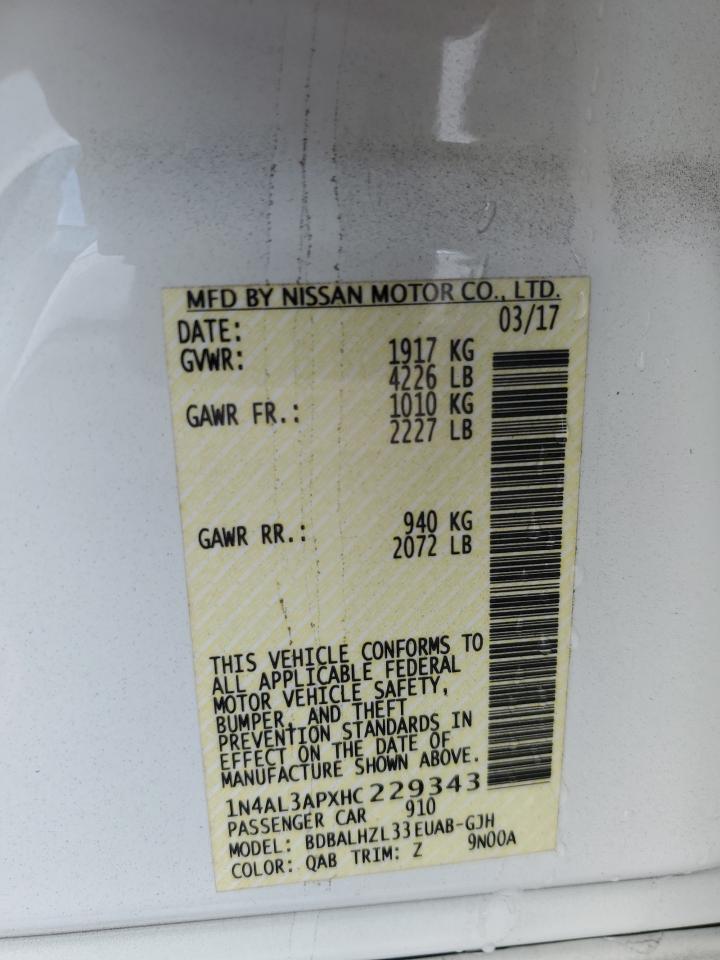 MFD BY NISSAN MOTOR CO., LTD.
DATE: 03/17
GVWR: 1917 KG
4226 LB
GAWR FR.: 1010 KG
2227 LB
GAWR RR.: 940 KG
2072 LB
THIS VEHICLE CONFORMS TO
ALL APPLICABLE FEDERAL
MOTOR VEHICLE SAFETY,
BUMPER, AND THEFT
PREVENTION STANDARDS IN
EFFECT ON THE DATE OF
MANUFACTURE SHOWN ABOVE.
1N4AL3APXHC229343
PASSENGER CAR 910
MODEL: BDBALHZL33EUAB-GJH
COLOR: QAB TRIM: Z 9N00A